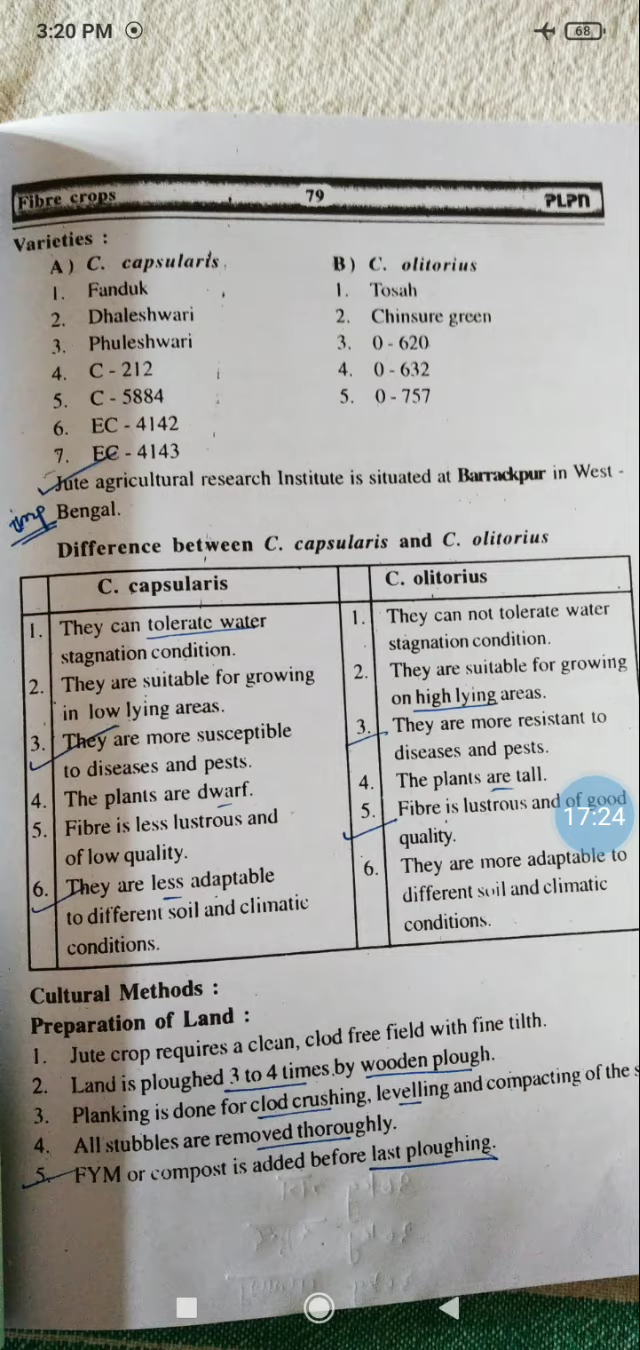 3:20 PM
68
Fibre crops 79 PLPN
Varieties :
A) C. capsularis
B) C. olitorius
1. Fanduk
1. Tosah
2. Dhaleshwari
2. Chinsure green
3. Phuleshwari
3. 0 - 620
4. C - 212
4. 0 - 632
5. C - 5884
5. 0 - 757
6. EC - 4142
7. EC - 4143
Jute agricultural research Institute is situated at Barrackpur in West -
imp Bengal.
Difference between C. capsularis and C. olitorius
C. capsularis
1. They can tolerate water
stagnation condition.
2. They are suitable for growing
in low lying areas.
3. They are more susceptible
to diseases and pests.
4. The plants are dwarf.
5. Fibre is less lustrous and
of low quality.
6. They are less adaptable
to different soil and climatic
conditions.
C. olitorius
1. They can not tolerate water
stagnation condition.
2. They are suitable for growing
on high lying areas.
3. They are more resistant to
diseases and pests.
4. The plants are tall.
5. Fibre is lustrous and of good
quality.
6. They are more adaptable to
different soil and climatic
conditions.
17:24
Cultural Methods :
Preparation of Land :
1. Jute crop requires a clean, clod free field with fine tilth.
2. Land is ploughed 3 to 4 times by wooden plough.
3. Planking is done for clod crushing, levelling and compacting of the
4. All stubbles are removed thoroughly.
5. FYM or compost is added before last ploughing.